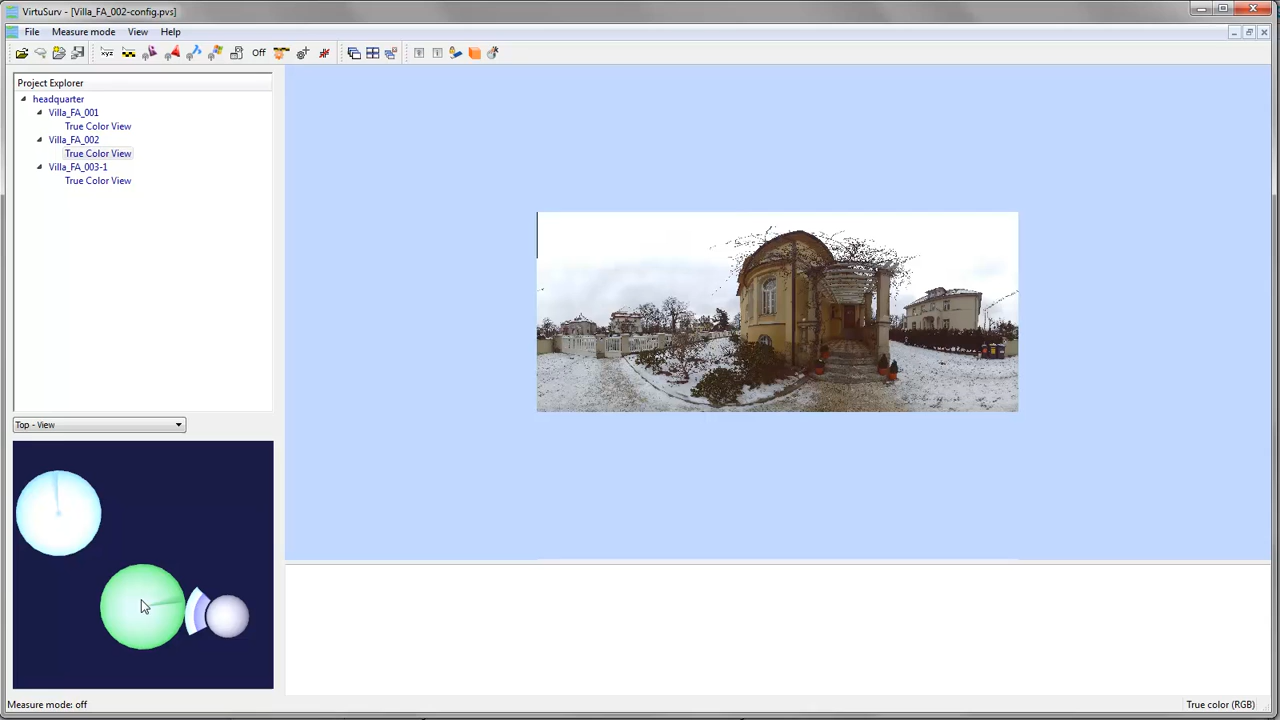 VirtuSurv - [Villa_FA_002-config.pvs]
File Measure mode View Help
xyz Off
Project Explorer
headquarter
Villa_FA_001
True Color View
Villa_FA_002
True Color View
Villa_FA_003-1
True Color View
Top - View
Measure mode: off
True color (RGB)